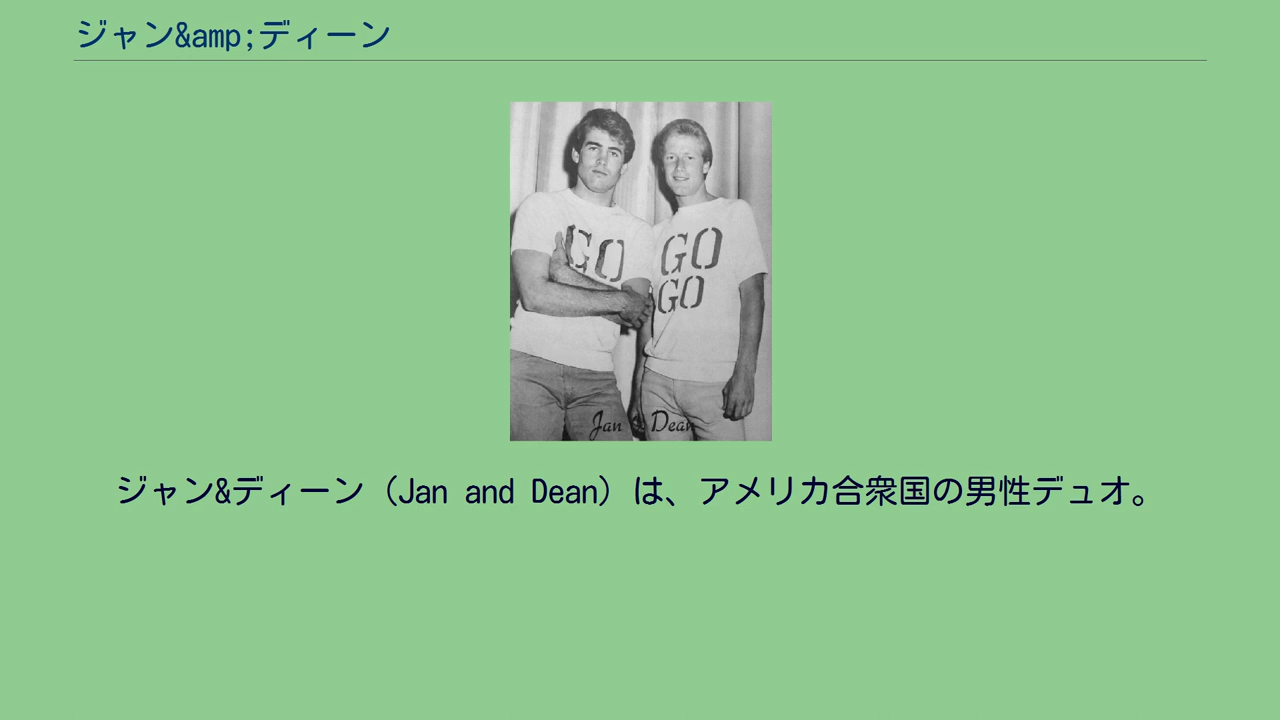 ジャン&amp;ディーン
GO
GO
GO
Jan & Dean
ジャン&ディーン（Jan and Dean）は、アメリカ合衆国の男性デュオ。